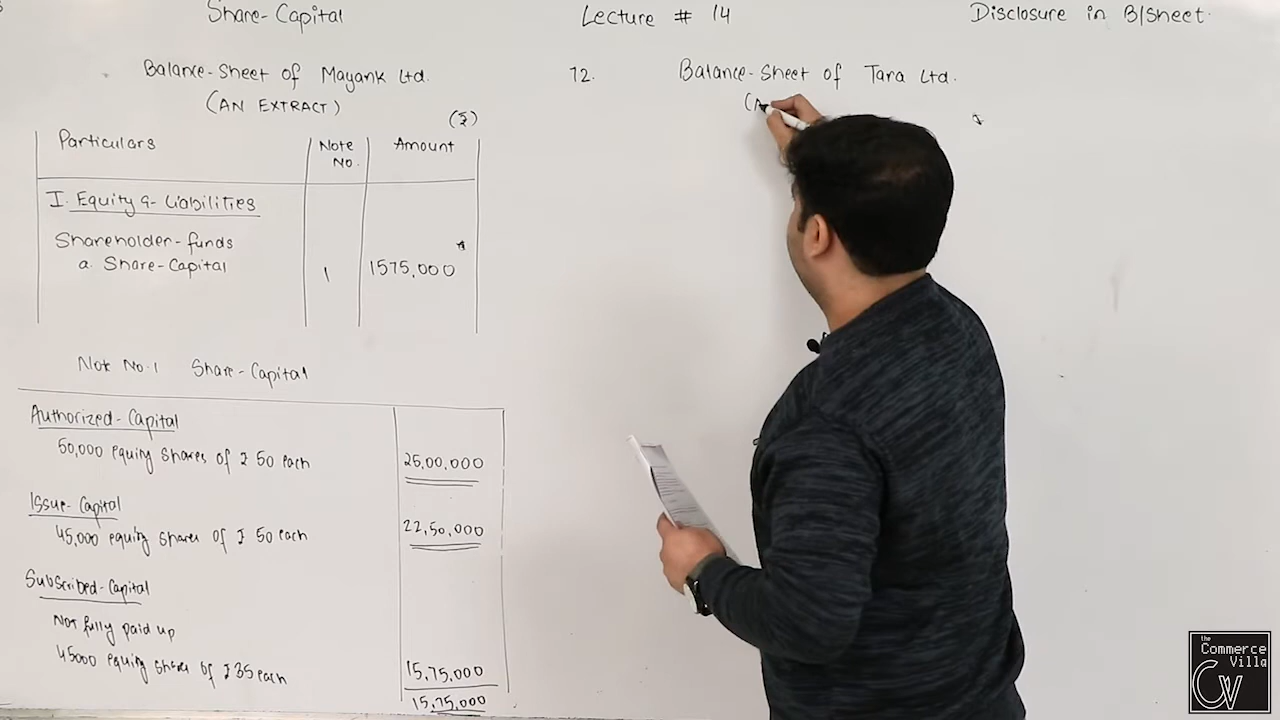 Share-Capital
Lecture # 14
Disclosure in B/Sheet.
Balance-Sheet of Mayank Ltd.
(AN EXTRACT)
(₹)
Particulars
Note No.
Amount
I. Equity & Liabilities
Shareholder-funds
a. Share-Capital
1
1575,000
Note No.1 Share-Capital
Authorized-Capital
50,000 equity shares of ₹ 50 each
25,00,000
Issue-Capital
45,000 equity shares of ₹ 50 each
22,50,000
Subscribed-Capital
Not fully paid up
45000 equity shares of ₹ 35 each
15,75,000
15,75,000
12.
Balance-Sheet of Tara Ltd.
(A
the
Commerce
Villa
CV